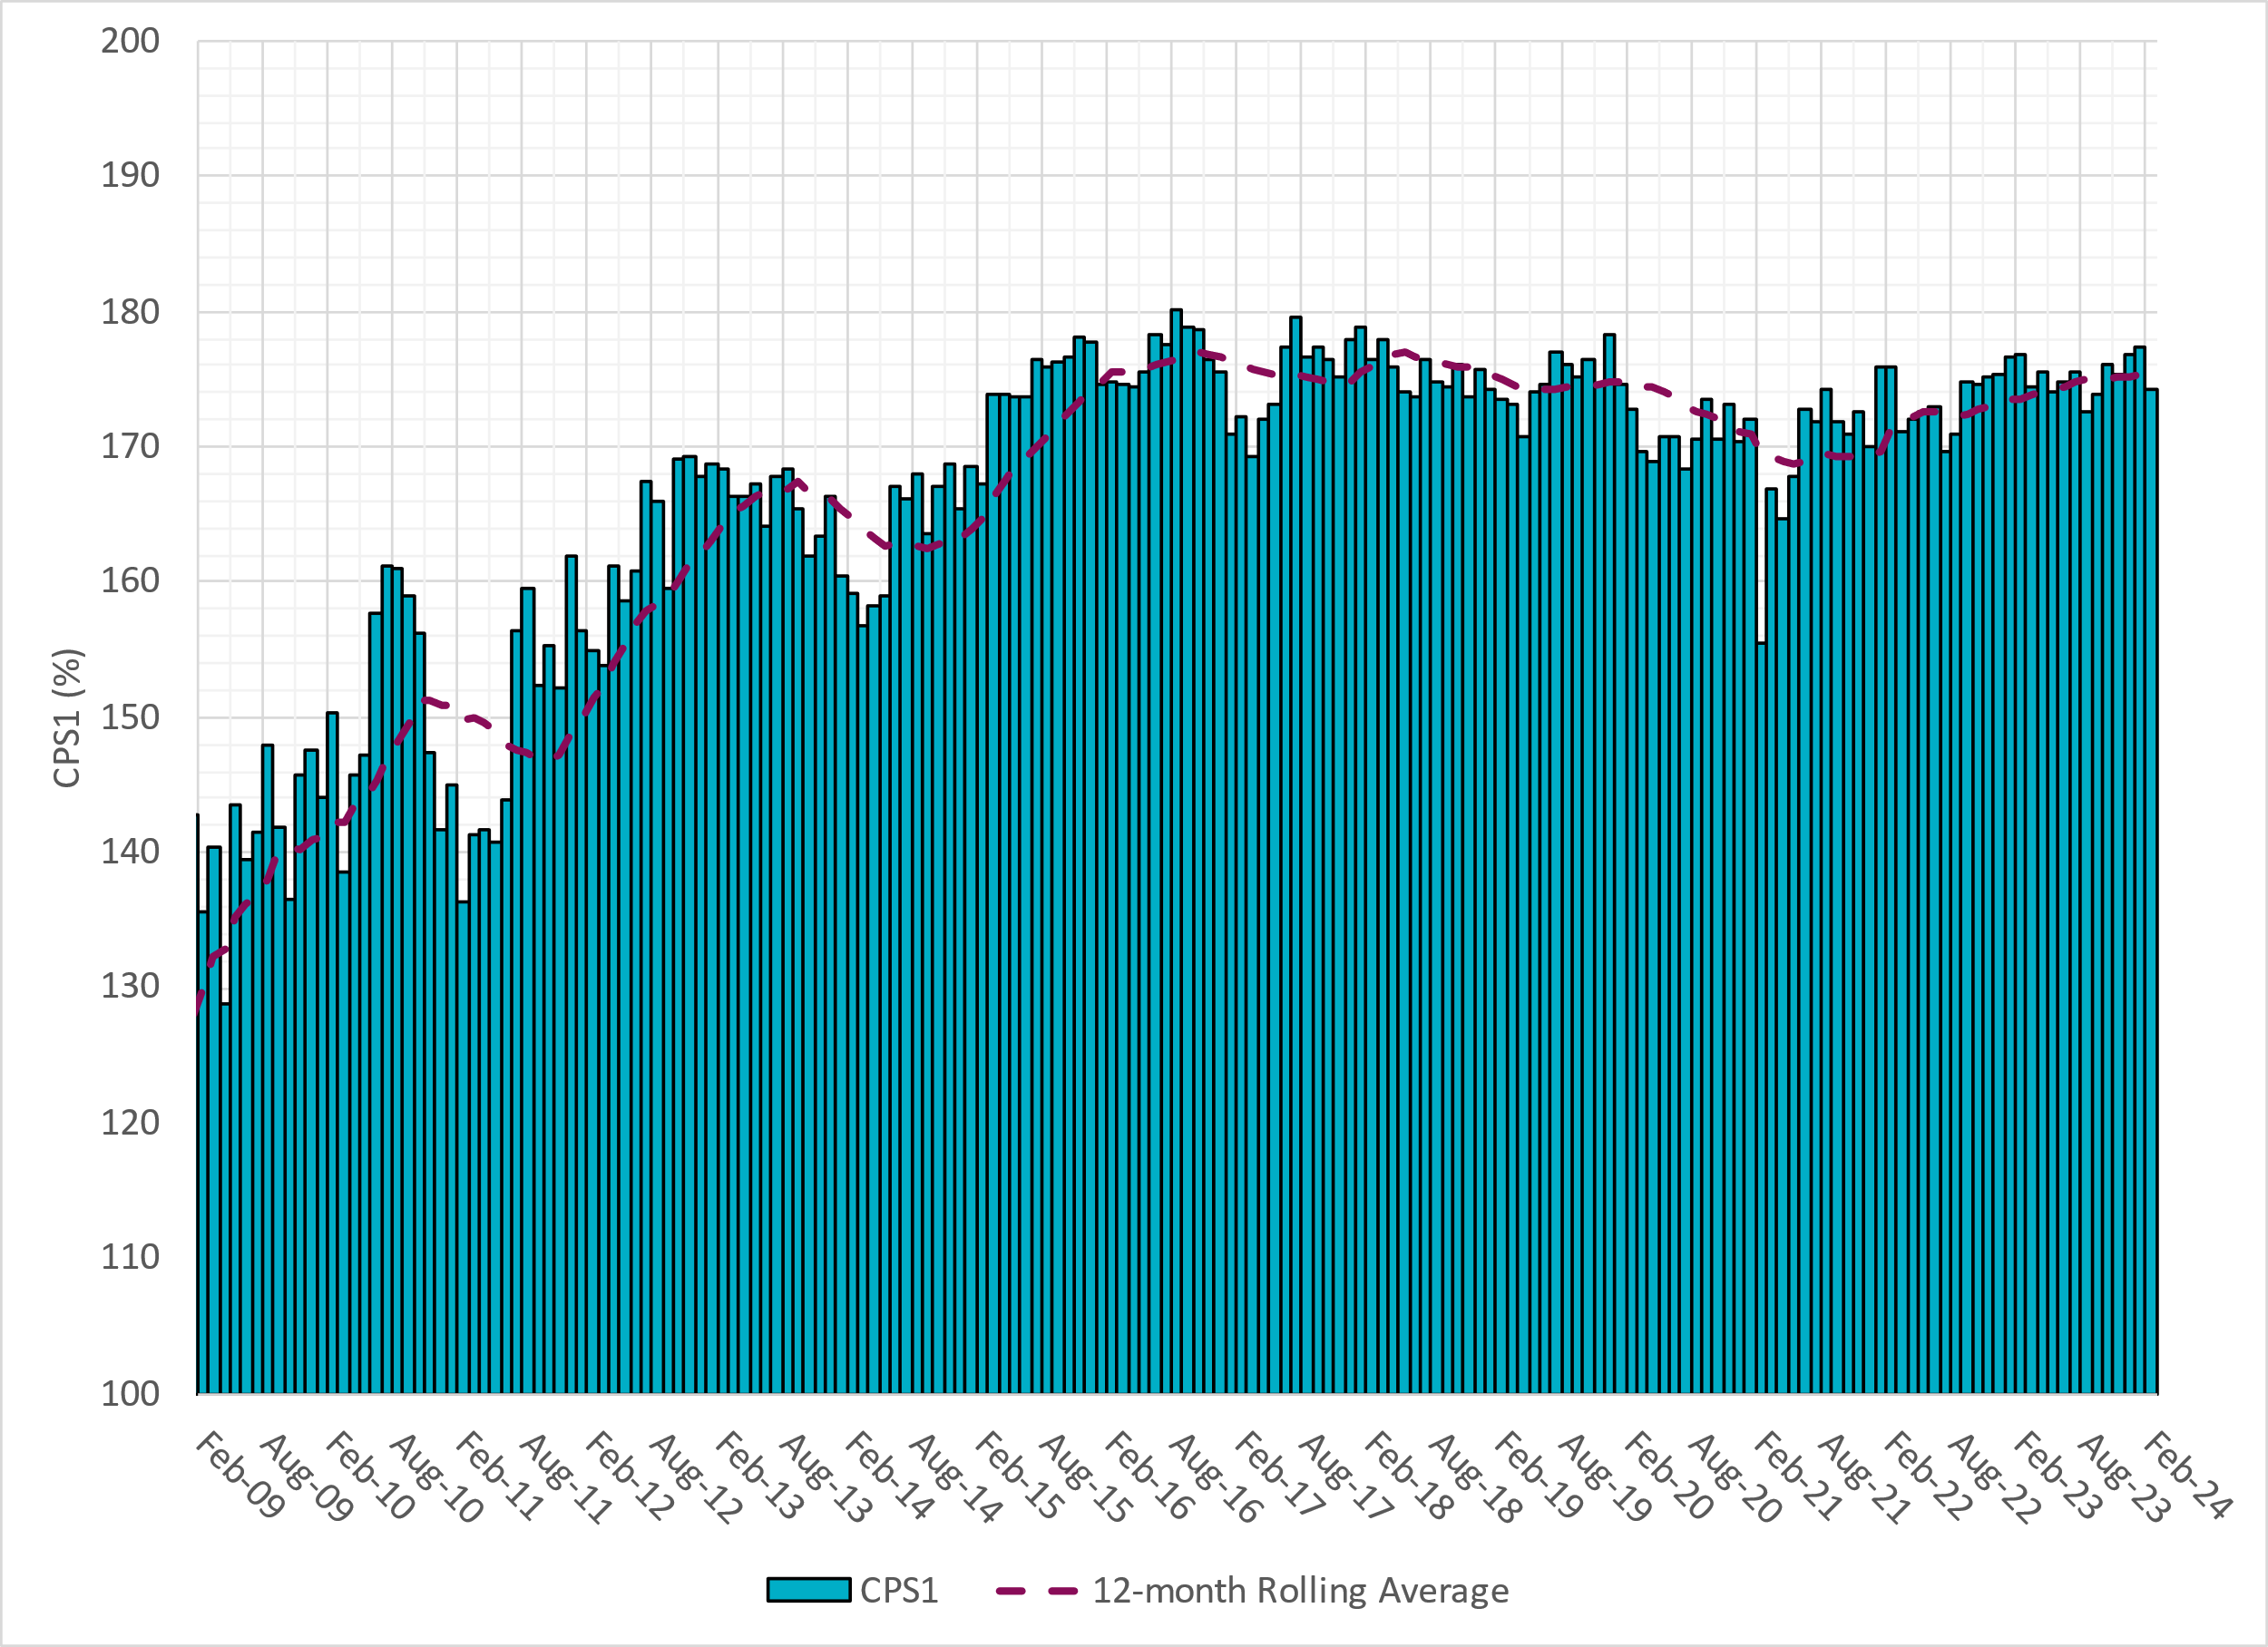 200
190
180
170
160
150
140
130
120
110
100
CPS1 (%)
Feb-09
Aug-09
Feb-10
Aug-10
Feb-11
Aug-11
Feb-12
Aug-12
Feb-13
Aug-13
Feb-14
Aug-14
Feb-15
Aug-15
Feb-16
Aug-16
Feb-17
Aug-17
Feb-18
Aug-18
Feb-19
Aug-19
Feb-20
Aug-20
Feb-21
Aug-21
Feb-22
Aug-22
Feb-23
Aug-23
Feb-24
CPS1
12-month Rolling Average